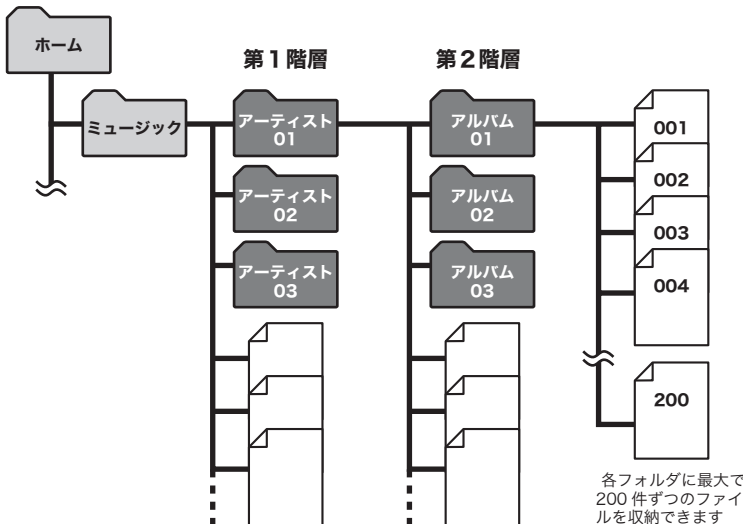 ホーム
第1階層
第2階層
ミュージック
アーティスト
01
アルバム
01
001
002
アーティスト
02
アルバム
02
003
アーティスト
03
アルバム
03
004
200
各フォルダに最大で
200 件ずつのファイ
ルを収納できます